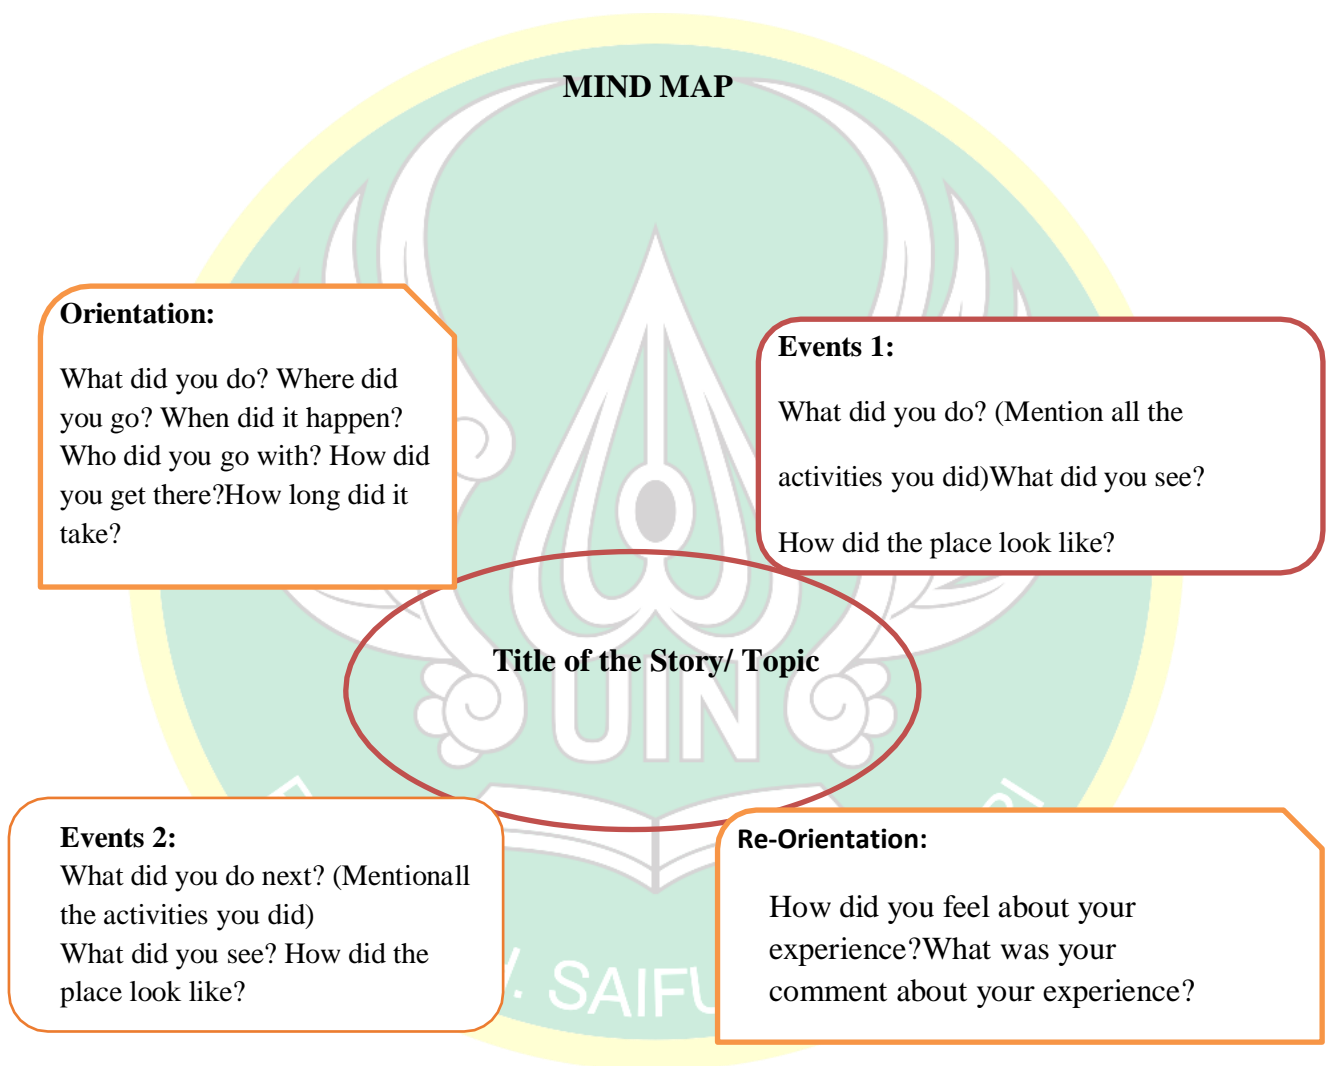 MIND MAP
Orientation:
What did you do? Where did
you go? When did it happen?
Who did you go with? How did
you get there?How long did it
take?
Events 1:
What did you do? (Mention all the
activities you did)What did you see?
How did the place look like?
Title of the Story/ Topic
UIN
Events 2:
What did you do next? (Mentionall
the activities you did)
What did you see? How did the
place look like?
Re-Orientation:
How did you feel about your
experience?What was your
comment about your experience?
SAIFU